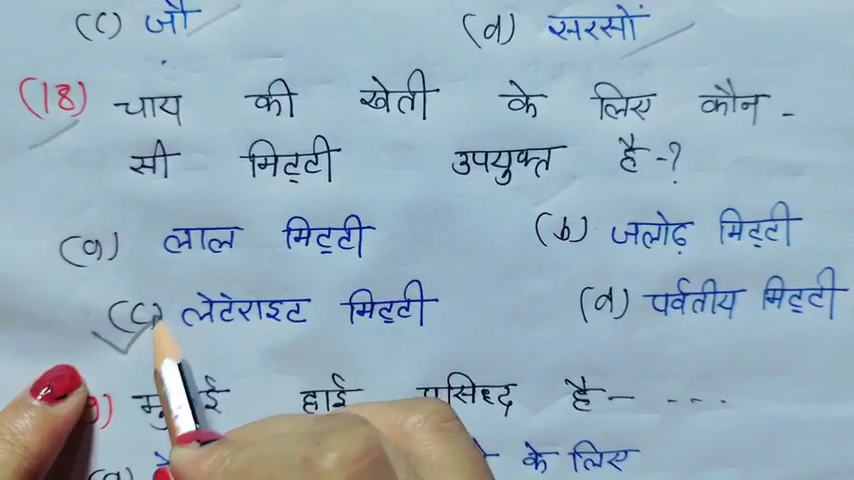 (c) जौ (d) सरसों
(18) चाय की खेती के लिए कौन -
सी मिट्टी उपयुक्त है-?
(a) लाल मिट्टी (b) जलोढ़ मिट्टी
(c) लेटेराइट मिट्टी (d) पर्वतीय मिट्टी
हाई प्रसिद्ध है- - - -
(a) के लिए